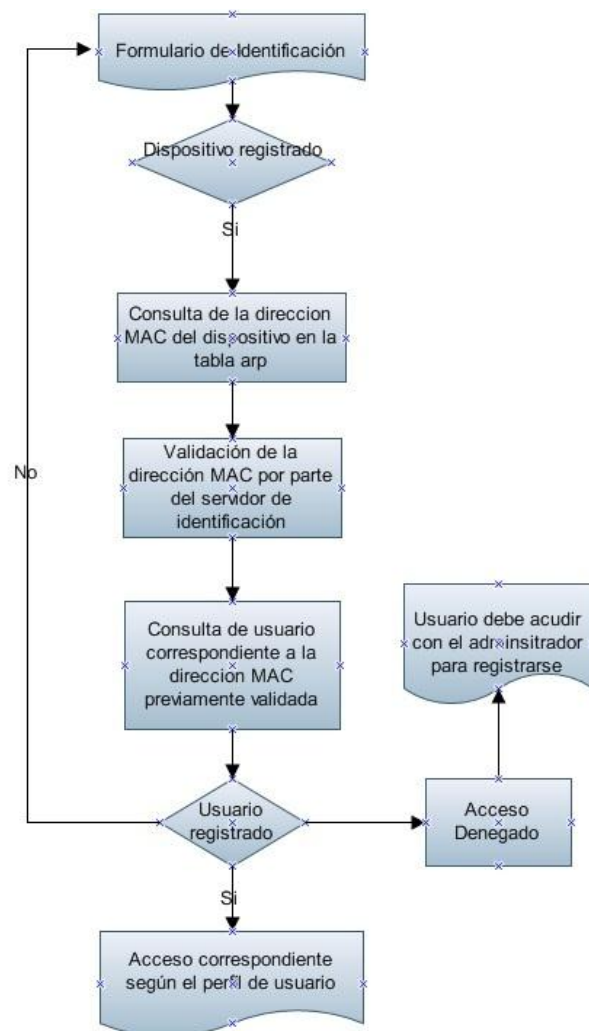 Formulario de Identificación
Dispositivo registrado
Si
Consulta de la direccion
MAC del dispositivo en la
tabla arp
No
Validación de la
dirección MAC por parte
del servidor de
identificación
Consulta de usuario
correspondiente a la
direccion MAC
previamente validada
Usuario debe acudir
con el adminsitrador
para registrarse
Usuario
registrado
Acceso
Denegado
Si
Acceso correspondiente
según el perfil de usuario